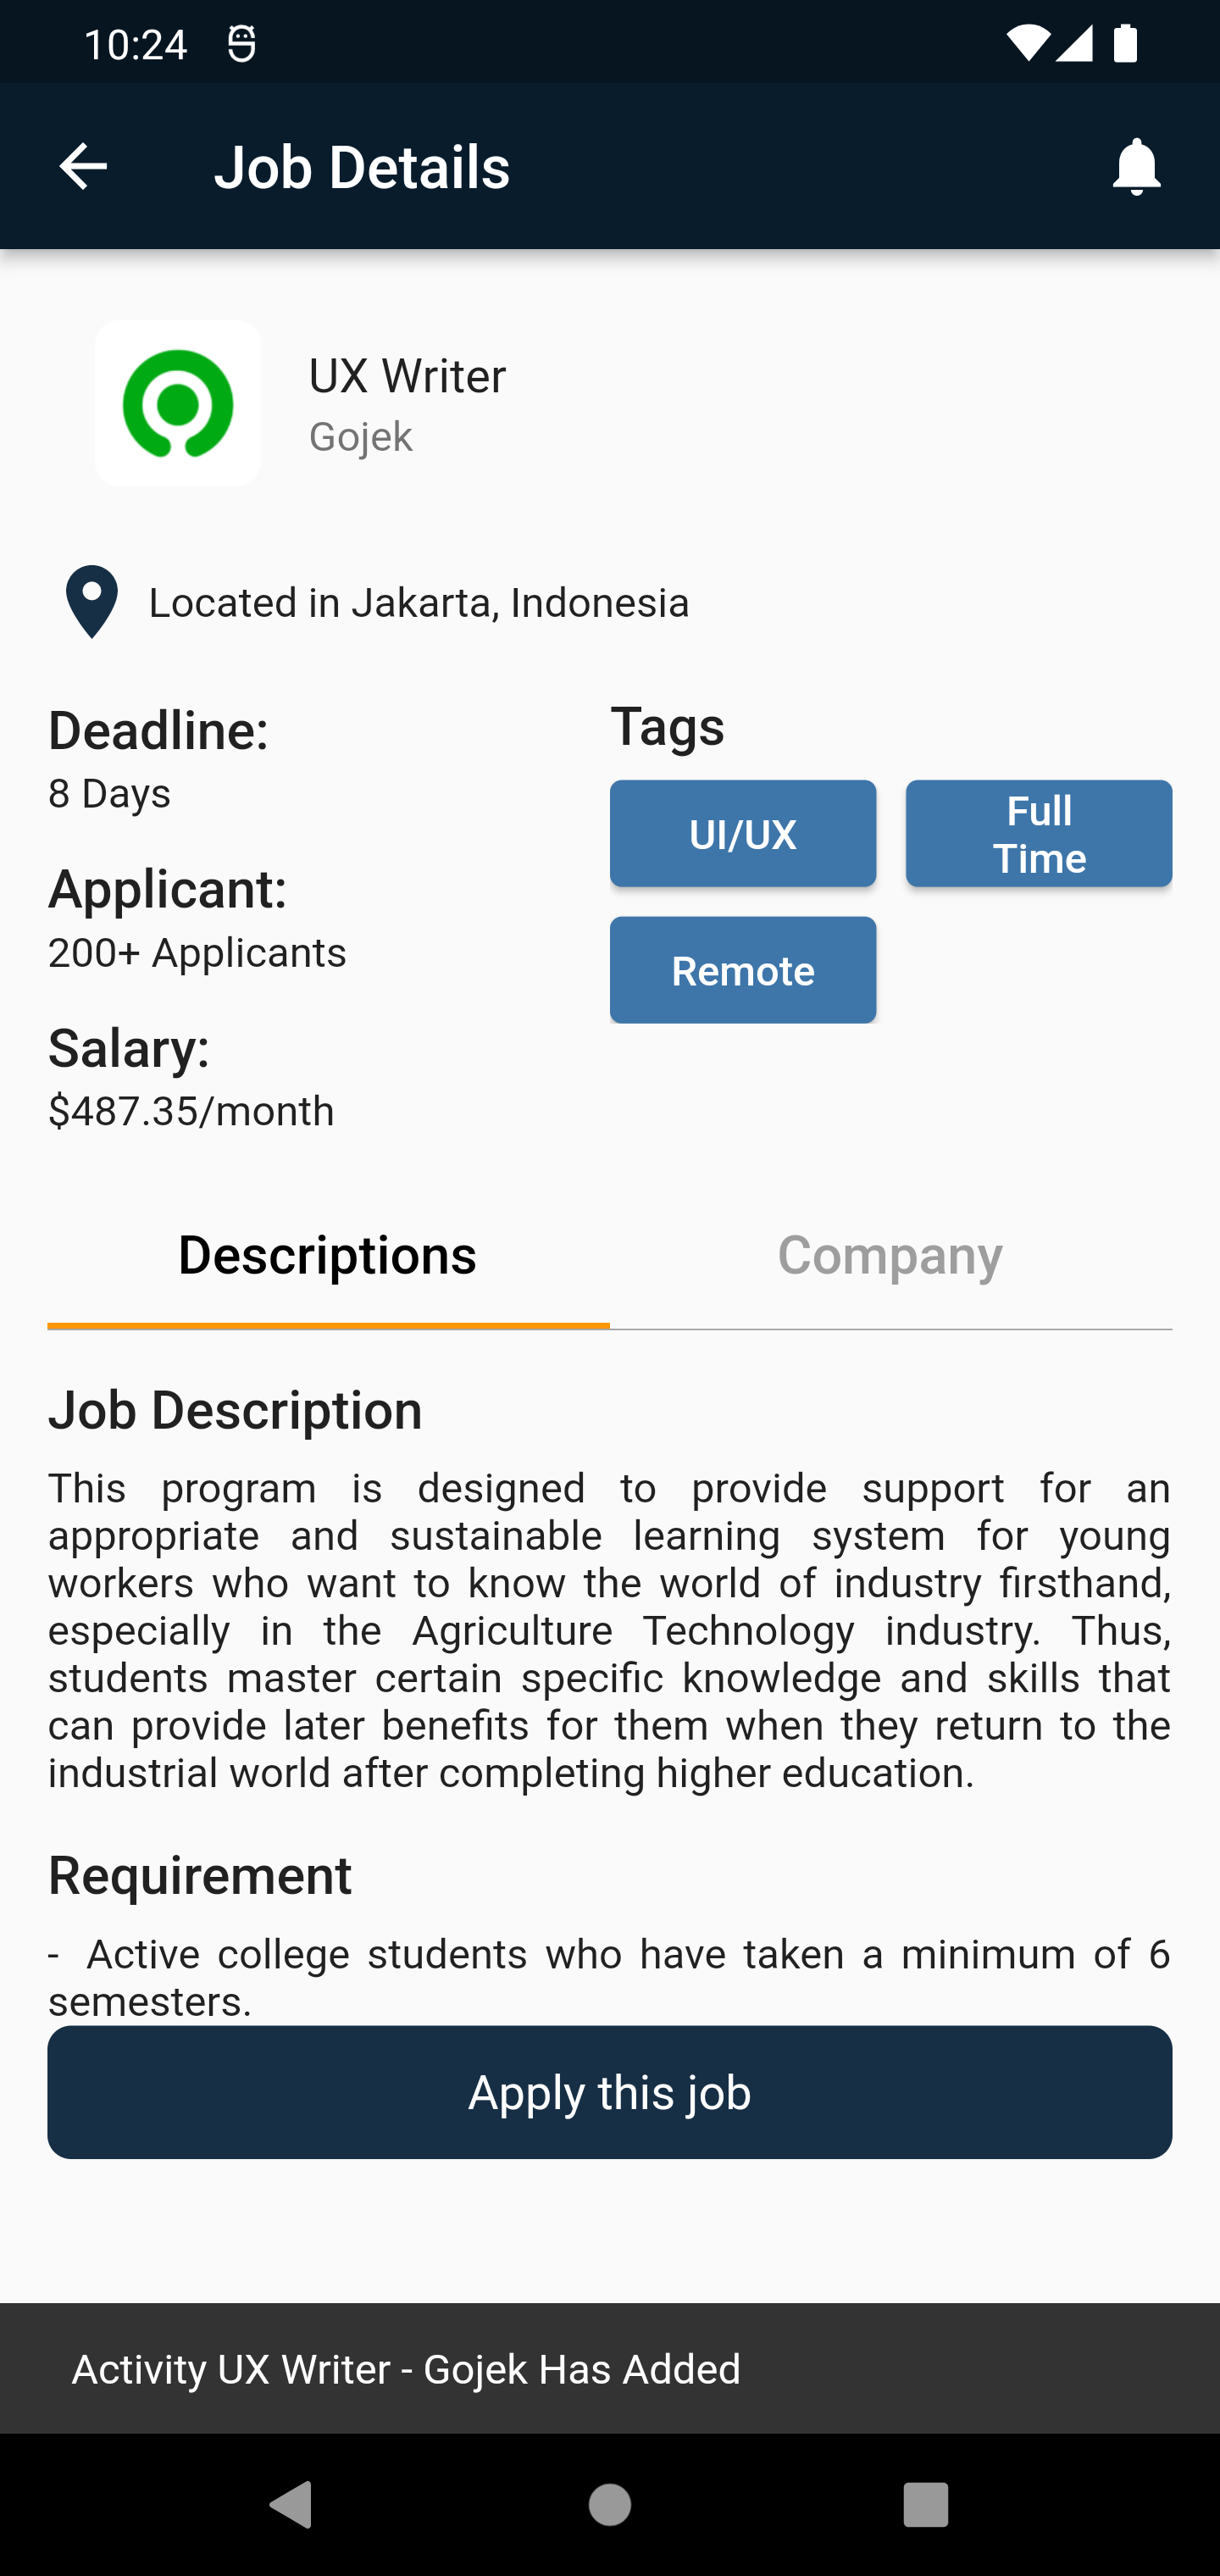 10:24
Job Details
UX Writer
Gojek
Located in Jakarta, Indonesia
Deadline:
8 Days
Applicant:
200+ Applicants
Salary:
$487.35/month
Tags
UI/UX
Full
Time
Remote
Descriptions
Company
Job Description
This program is designed to provide support for an
appropriate and sustainable learning system for young
workers who want to know the world of industry firsthand,
especially in the Agriculture Technology industry. Thus,
students master certain specific knowledge and skills that
can provide later benefits for them when they return to the
industrial world after completing higher education.
Requirement
- Active college students who have taken a minimum of 6
semesters.
Apply this job
Activity UX Writer - Gojek Has Added